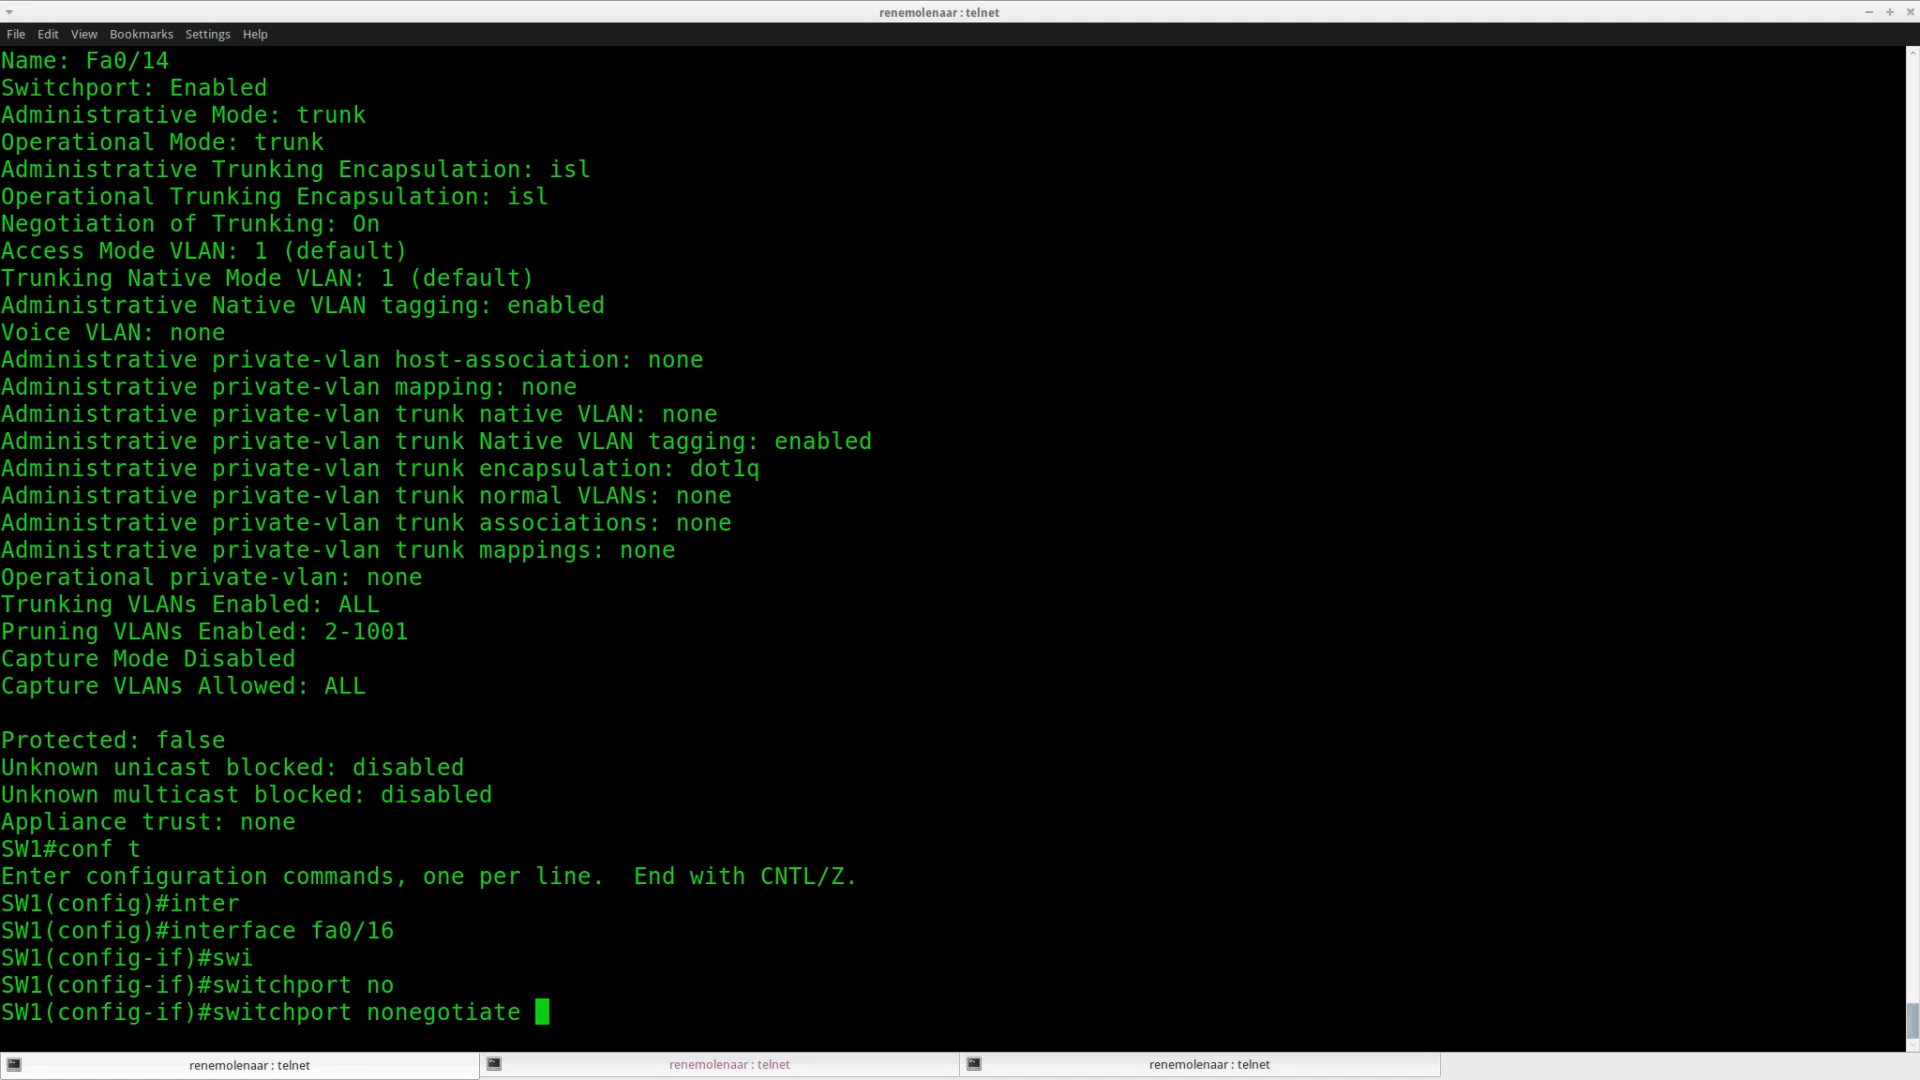 renemolenaar : telnet
File Edit View Bookmarks Settings Help
Name: Fa0/14
Switchport: Enabled
Administrative Mode: trunk
Operational Mode: trunk
Administrative Trunking Encapsulation: isl
Operational Trunking Encapsulation: isl
Negotiation of Trunking: On
Access Mode VLAN: 1 (default)
Trunking Native Mode VLAN: 1 (default)
Administrative Native VLAN tagging: enabled
Voice VLAN: none
Administrative private-vlan host-association: none
Administrative private-vlan mapping: none
Administrative private-vlan trunk native VLAN: none
Administrative private-vlan trunk Native VLAN tagging: enabled
Administrative private-vlan trunk encapsulation: dot1q
Administrative private-vlan trunk normal VLANs: none
Administrative private-vlan trunk associations: none
Administrative private-vlan trunk mappings: none
Operational private-vlan: none
Trunking VLANs Enabled: ALL
Pruning VLANs Enabled: 2-1001
Capture Mode Disabled
Capture VLANs Allowed: ALL
Protected: false
Unknown unicast blocked: disabled
Unknown multicast blocked: disabled
Appliance trust: none
SW1#conf t
Enter configuration commands, one per line.  End with CNTL/Z.
SW1(config)#inter
SW1(config)#interface fa0/16
SW1(config-if)#swi
SW1(config-if)#switchport no
SW1(config-if)#switchport nonegotiate
renemolenaar : telnet renemolenaar : telnet renemolenaar : telnet